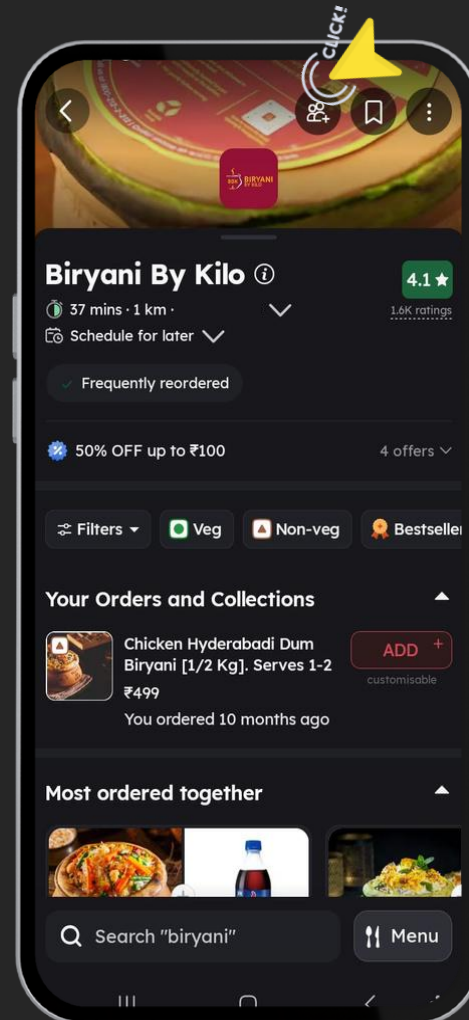 CLICK!
BBK BIRYANI
BY KILO
Biryani By Kilo
4.1 ★
37 mins · 1 km ·
1.6K ratings
Schedule for later
✓ Frequently reordered
50% OFF up to ₹100
4 offers
Filters
Veg
Non-veg
Bestseller
Your Orders and Collections
Chicken Hyderabadi Dum
Biryani [1/2 Kg]. Serves 1-2
ADD +
customisable
₹499
You ordered 10 months ago
Most ordered together
Search "biryani"
Menu